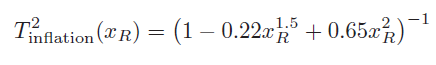 T²_inflation(x_R) = (1 − 0.22x_R^1.5 + 0.65x_R^2)^−1